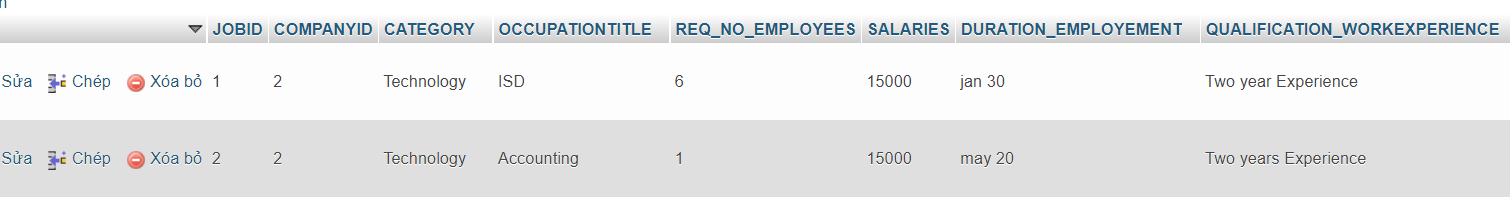 JOBID COMPANYID CATEGORY OCCUPATIONTITLE REQ_NO_EMPLOYEES SALARIES DURATION_EMPLOYEMENT QUALIFICATION_WORKEXPERIENCE
Sửa Chép Xóa bỏ 1 2 Technology ISD 6 15000 jan 30 Two year Experience
Sửa Chép Xóa bỏ 2 2 Technology Accounting 1 15000 may 20 Two years Experience